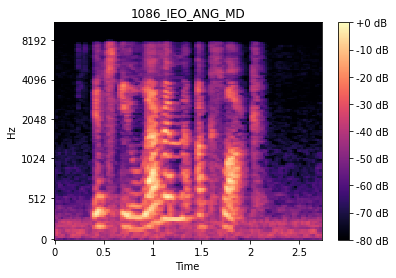 1086_IEO_ANG_MD
+0 dB
8192
-10 dB
4096
-20 dB
-30 dB
2048
Hz
-40 dB
1024
-50 dB
512
-60 dB
-70 dB
0
-80 dB
0 0.5 1 1.5 2 2.5
Time